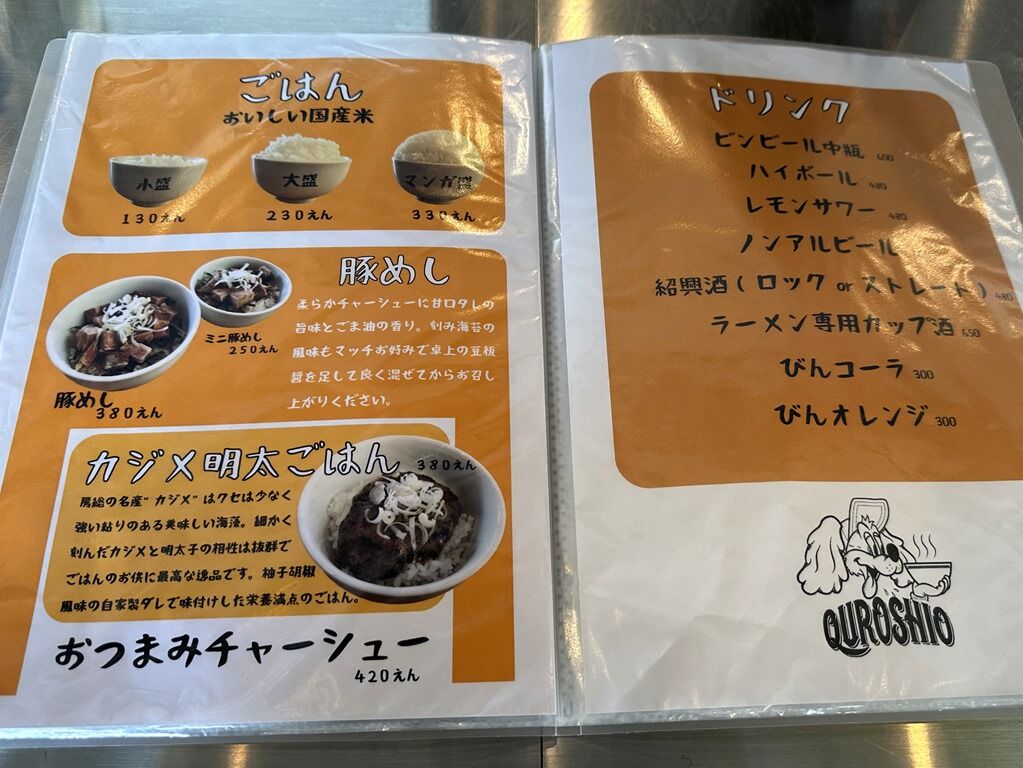 ごはん
おいしい国産米
小盛
大盛
マンガ盛
130えん
230えん
330えん
豚めし
柔らかチャーシューに甘口タレの
旨味とごま油の香り。刻み海苔の
風味もマッチお好みで卓上の豆板
醤を足して良く混ぜてからお召し
上がりください。
ミニ豚めし
250えん
豚めし
380えん
カジメ明太ごはん 380えん
房総の名産"カジメ"はクセは少なく
強い粘りのある美味しい海藻。細かく
刻んだカジメと明太子の相性は抜群で
ごはんのお供に最高な逸品です。柚子胡椒
風味の自家製ダレで味付けした栄養満点のごはん。
おつまみチャーシュー
420えん
ドリンク
ビンビール中瓶 600
ハイボール 480
レモンサワー 480
ノンアルビール
紹興酒(ロック or ストレート) 480
ラーメン専用カップ酒 650
びんコーラ 300
びんオレンジ 300
QUROSHIO